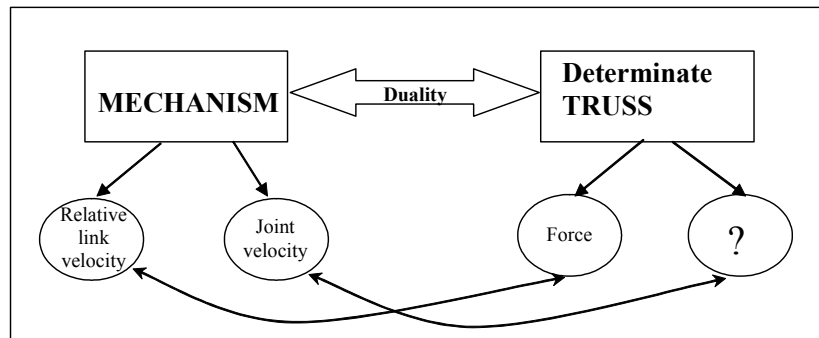 MECHANISM
Duality
Determinate
TRUSS
Relative
link
velocity
Joint
velocity
Force
?